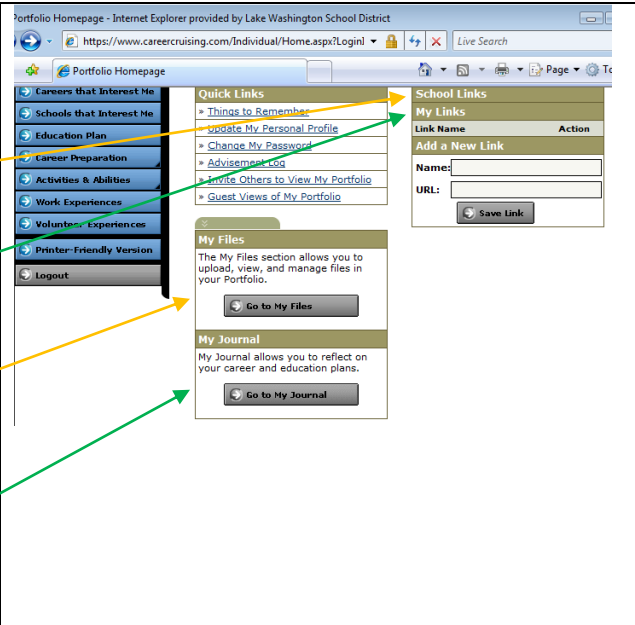 Portfolio Homepage - Internet Explorer provided by Lake Washington School District
https://www.careercruising.com/Individual/Home.aspx?LoginI
Live Search
Portfolio Homepage
Page
Careers that Interest Me
Schools that Interest Me
Education Plan
Career Preparation
Activities & Abilities
Work Experiences
Volunteer Experiences
Printer-Friendly Version
Logout
Quick Links
» Things to Remember
» Update My Personal Profile
» Change My Password
» Advisement Log
» Invite Others to View My Portfolio
» Guest Views of My Portfolio
My Files
The My Files section allows you to
upload, view, and manage files in
your Portfolio.
Go to My Files
My Journal
My Journal allows you to reflect on
your career and education plans.
Go to My Journal
School Links
My Links
Link Name Action
Add a New Link
Name:
URL:
Save Link